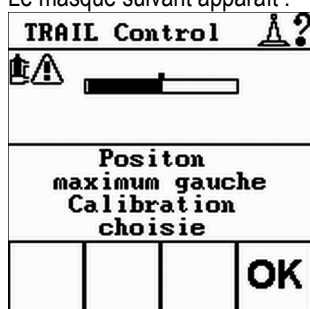 Le masque suivant apparaît :
TRAIL Control ?
Positon
maximum gauche
Calibration
choisie
OK